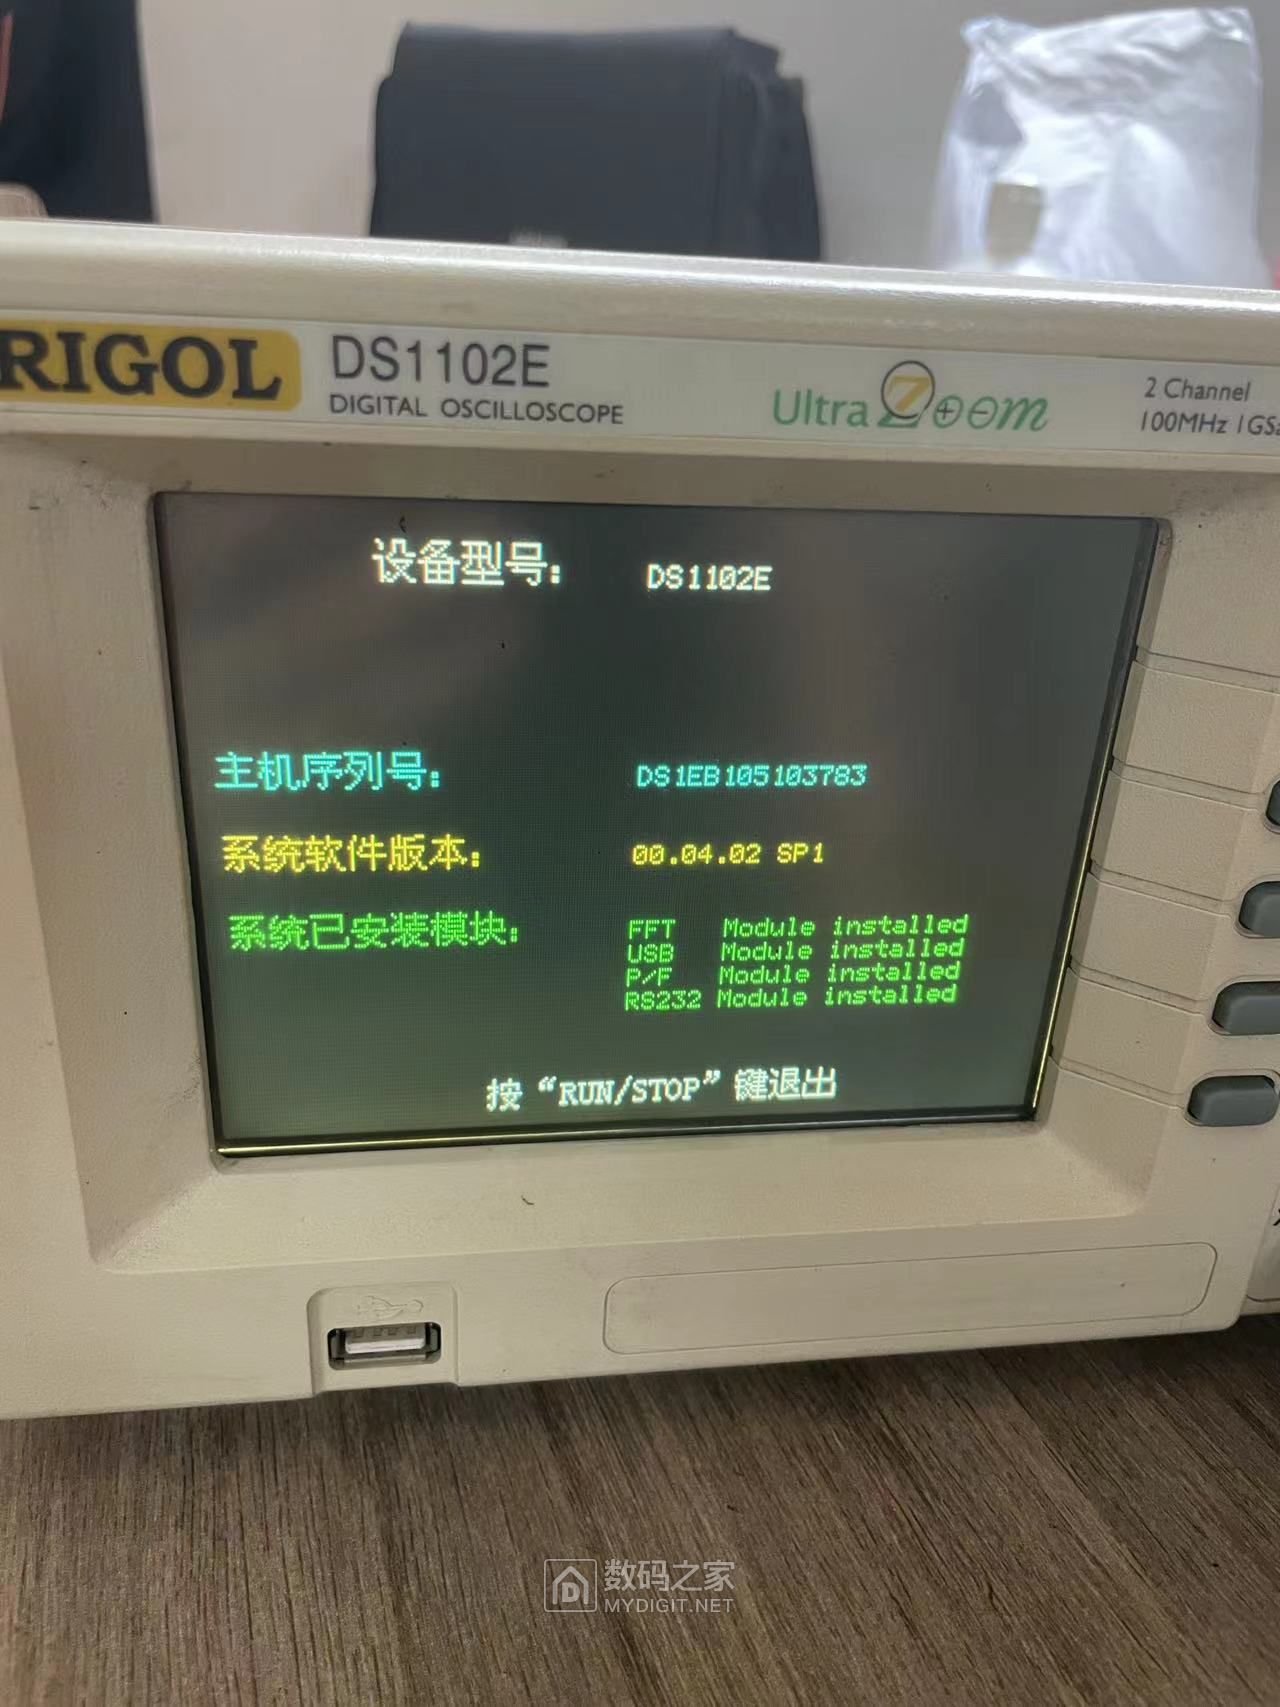 RIGOL DS1102E
DIGITAL OSCILLOSCOPE
Ultra Zoom
2 Channel
100MHz 1GSa
设备型号： DS1102E
主机序列号： DS1EB105103783
系统软件版本： 00.04.02 SP1
系统已安装模块： FFT Module installed
USB Module installed
P/F Module installed
RS232 Module installed
按“RUN/STOP”键退出
数码之家
MYDIGIT.NET